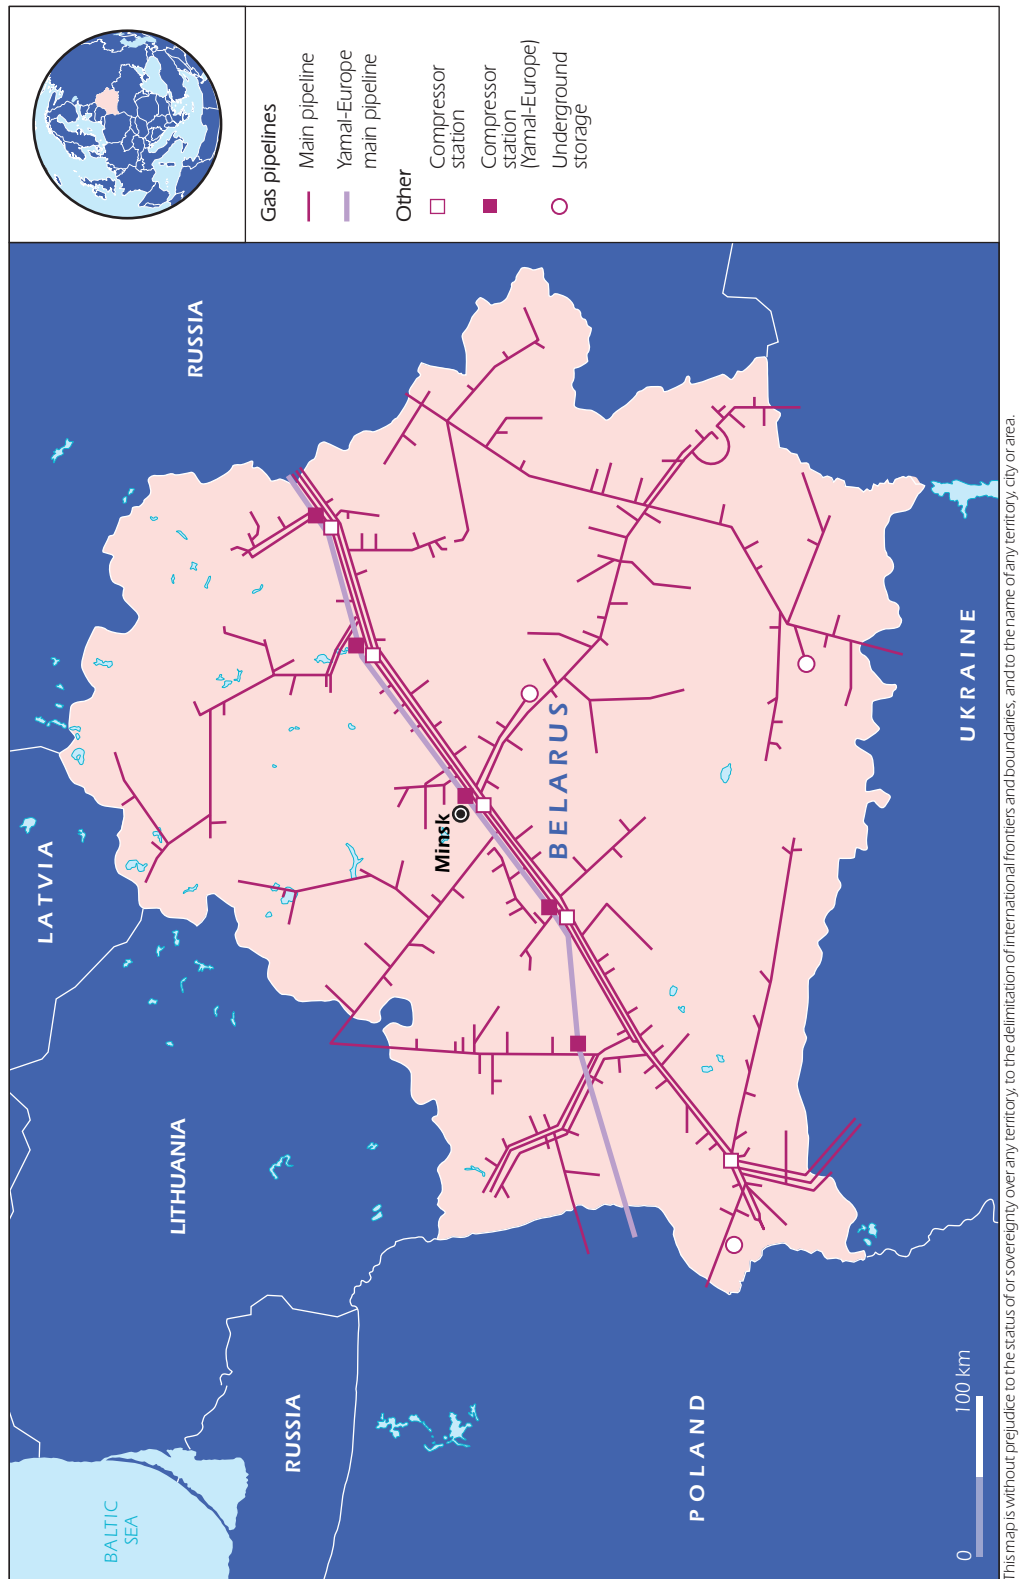 Gas pipelines
Main pipeline
Yamal-Europe
main pipeline
Other
Compressor
station
Compressor
station
(Yamal-Europe)
Underground
storage
RUSSIA
LATVIA
LITHUANIA
Minsk
BELARUS
UKRAINE
BALTIC
SEA
RUSSIA
POLAND
0
100 km
This map is without prejudice to the status of or sovereignty over any territory, to the delimitation of international frontiers and boundaries, and to the name of any territory, city or area.